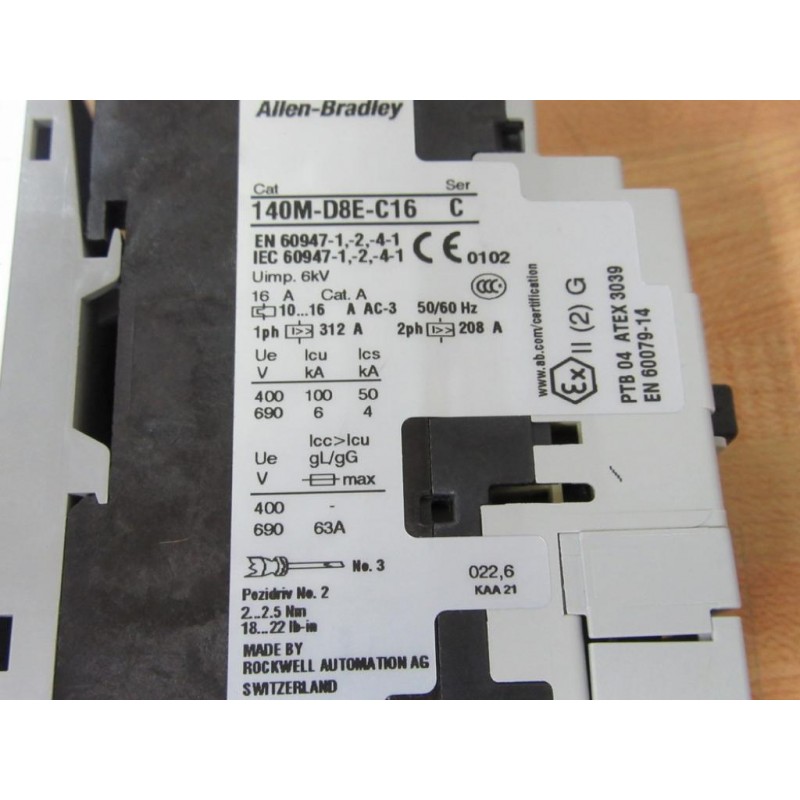 Allen-Bradley
Cat Ser
140M-D8E-C16 C
EN 60947-1,-2,-4-1
IEC 60947-1,-2,-4-1
CE 0102
Uimp. 6kV
CCC
16 A Cat. A
10...16 A AC-3 50/60 Hz
1ph I>> 312 A 2ph I>> 208 A
Ue Icu Ics
V kA kA
400 100 50
690 6 4
Icc>Icu
Ue gL/gG
V max
400 -
690 63A
No. 3
Pozidriv No. 2
2...2.5 Nm
18...22 lb-in
MADE BY
ROCKWELL AUTOMATION AG
SWITZERLAND
022,6
KAA 21
www.ab.com/certification
Ex II (2) G
PTB 04 ATEX 3039
EN 60079-14